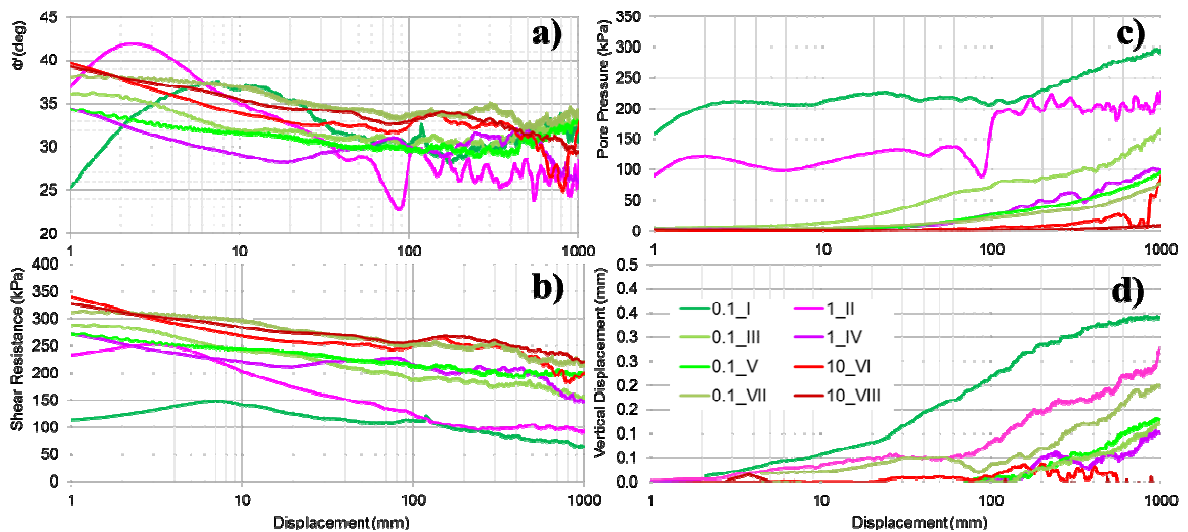 a)
Φ'(deg)
45
40
35
30
25
20
1 10 100 1000
c)
Pone Pressure (kPa)
350
300
250
200
150
100
50
0
1 10 100 1000
b)
Shear Resistance (kPa)
400
350
300
250
200
150
100
50
0
1 10 100 1000
Displacement (mm)
d)
Vertical Displacement (mm)
0.5
0.4
0.4
0.3
0.3
0.2
0.2
0.1
0.1
0.0
0.1_I 1_II
0.1_III 1_IV
0.1_V 10_VI
0.1_VII 10_VIII
1 10 100 1000
Displacement (mm)